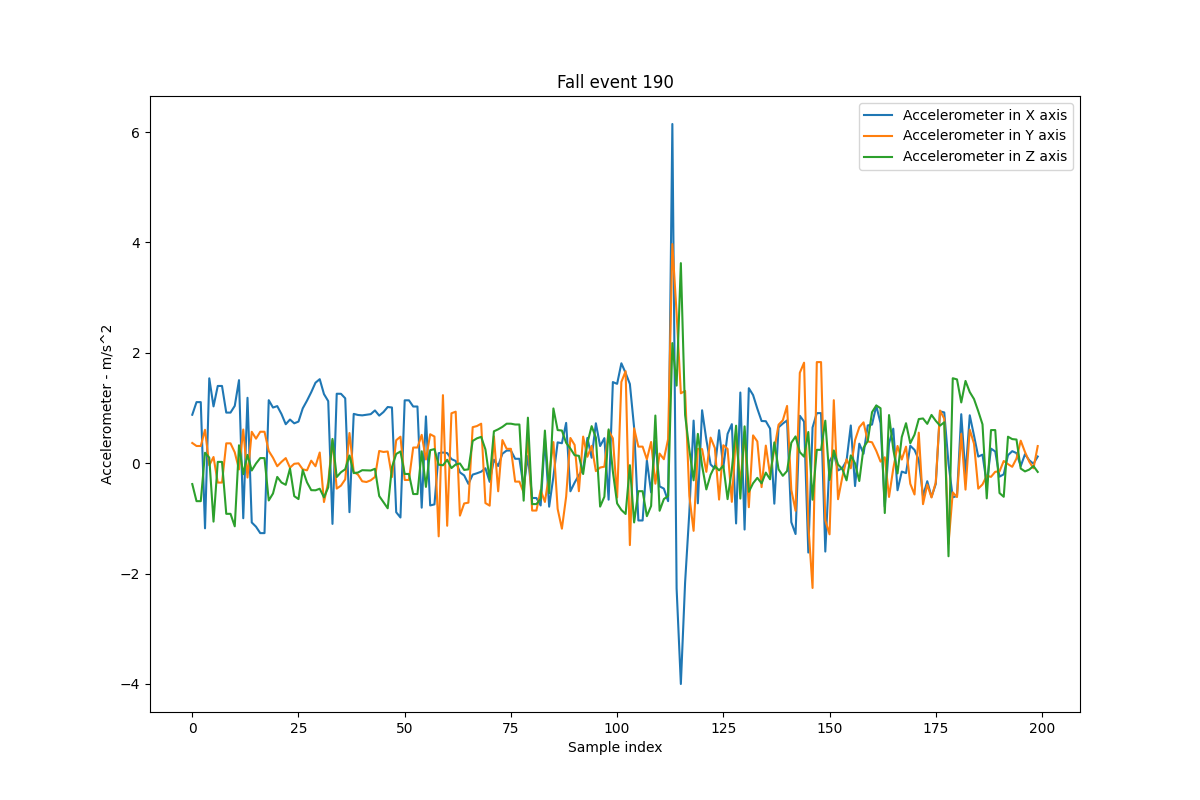 Fall event 190
Accelerometer in X axis
Accelerometer in Y axis
Accelerometer in Z axis
Accelerometer - m/s^2
6
4
2
0
−2
−4
0 25 50 75 100 125 150 175 200
Sample index